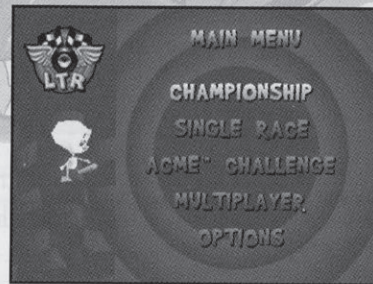 LTR
MAIN MENU
CHAMPIONSHIP
SINGLE RACE
ACME™ CHALLENGE
MULTIPLAYER
OPTIONS